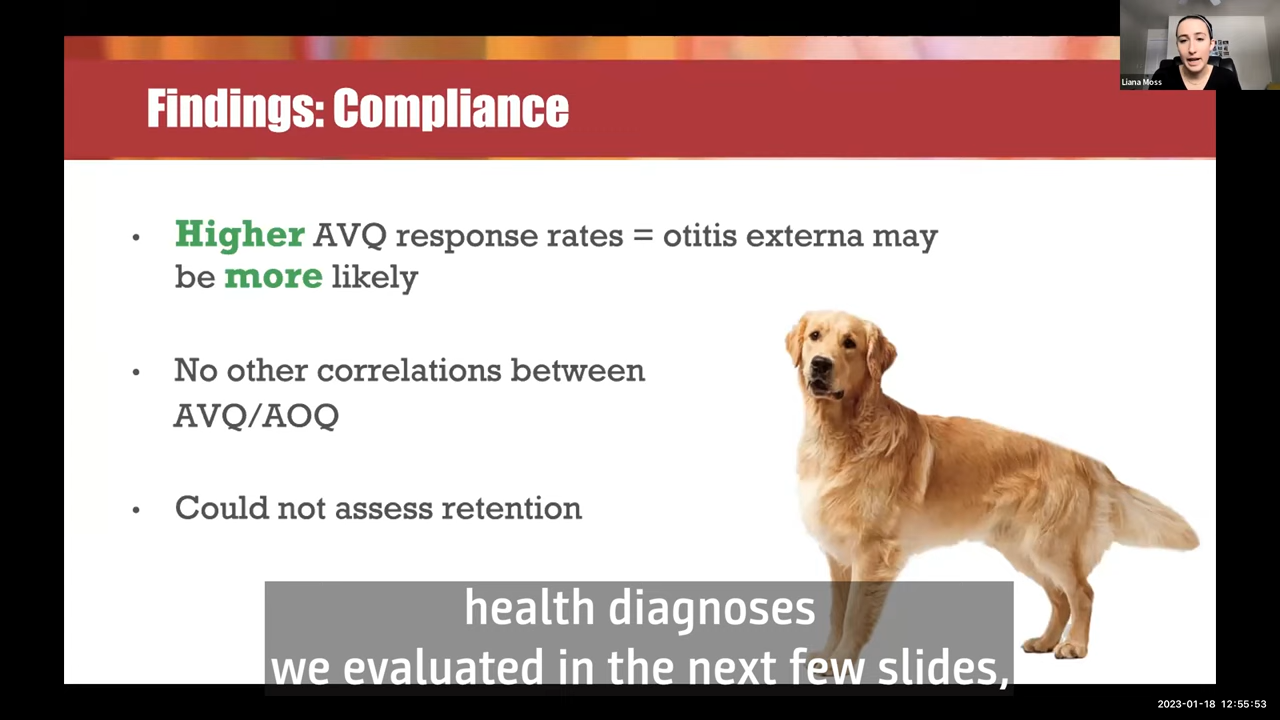 Liana Moss
Findings: Compliance
• Higher AVQ response rates = otitis externa may
be more likely
• No other correlations between
AVQ/AOQ
• Could not assess retention
health diagnoses
we evaluated in the next few slides,
2023-01-18 12:55:53